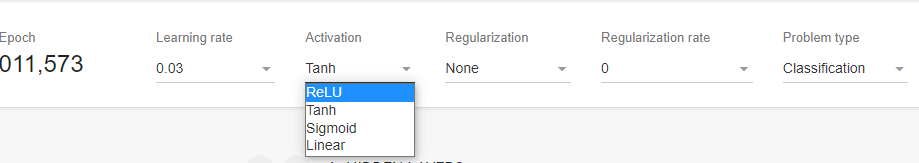 Epoch
011,573
Learning rate
0.03
Activation
Tanh
ReLU
Tanh
Sigmoid
Linear
Regularization
None
Regularization rate
0
Problem type
Classification